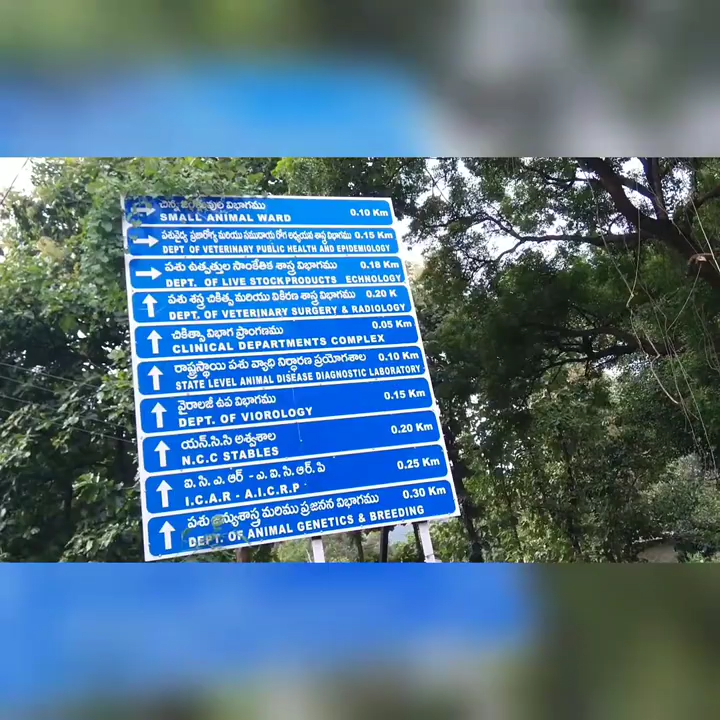 చిన్న జంతువుల విభాగము
SMALL ANIMAL WARD 0.10 Km
పశువైద్య ప్రజారోగ్య మరియు సముదాయ రోగ అధ్యయన శాస్త్ర విభాగము 0.15 Km
DEPT OF VETERINARY PUBLIC HEALTH AND EPIDEMIOLOGY
పశు ఉత్పత్తుల సాంకేతిక శాస్త్ర విభాగము 0.18 Km
DEPT. OF LIVE STOCK PRODUCTS ECHNOLOGY
పశు శస్త్ర చికిత్స మరియు వికిరణ శాస్త్ర విభాగము 0.20 K
DEPT. OF VETERINARY SURGERY & RADIOLOGY
చికిత్సా విభాగ ప్రాంగణము 0.05 Km
CLINICAL DEPARTMENTS COMPLEX
రాష్ట్రస్థాయి పశు వ్యాధి నిర్ధారణ ప్రయోగశాల 0.10 Km
STATE LEVEL ANIMAL DISEASE DIAGNOSTIC LABORATORY
వైరాలజీ ఉప విభాగము 0.15 Km
DEPT. OF VIOROLOGY
యన్.సి.సి అశ్వశాల 0.20 Km
N.C.C STABLES
ఐ. సి. ఎ. ఆర్ - ఎ. ఐ. సి. ఆర్. పి 0.25 Km
I.C.A.R - A.I.C.R.P
పశు జన్యుశాస్త్ర మరియు ప్రజనన విభాగము 0.30 Km
DEPT. OF ANIMAL GENETICS & BREEDING